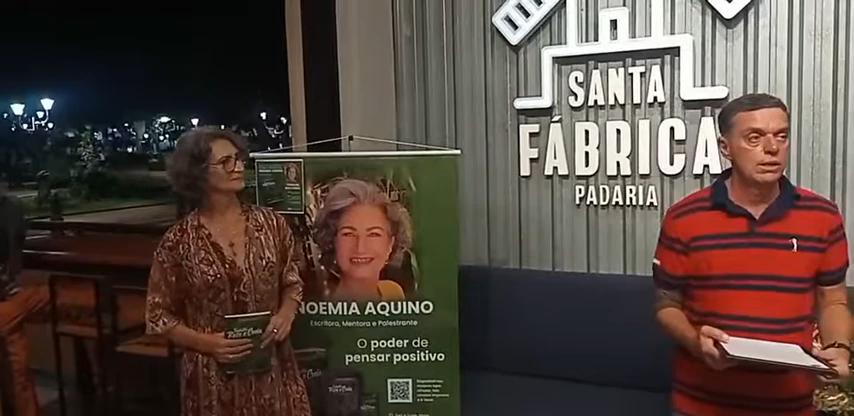 SANTA
FÁBRICA
PADARIA
NOEMIA AQUINO
Escritora, Mentora e Palestrante
O poder de
pensar positivo